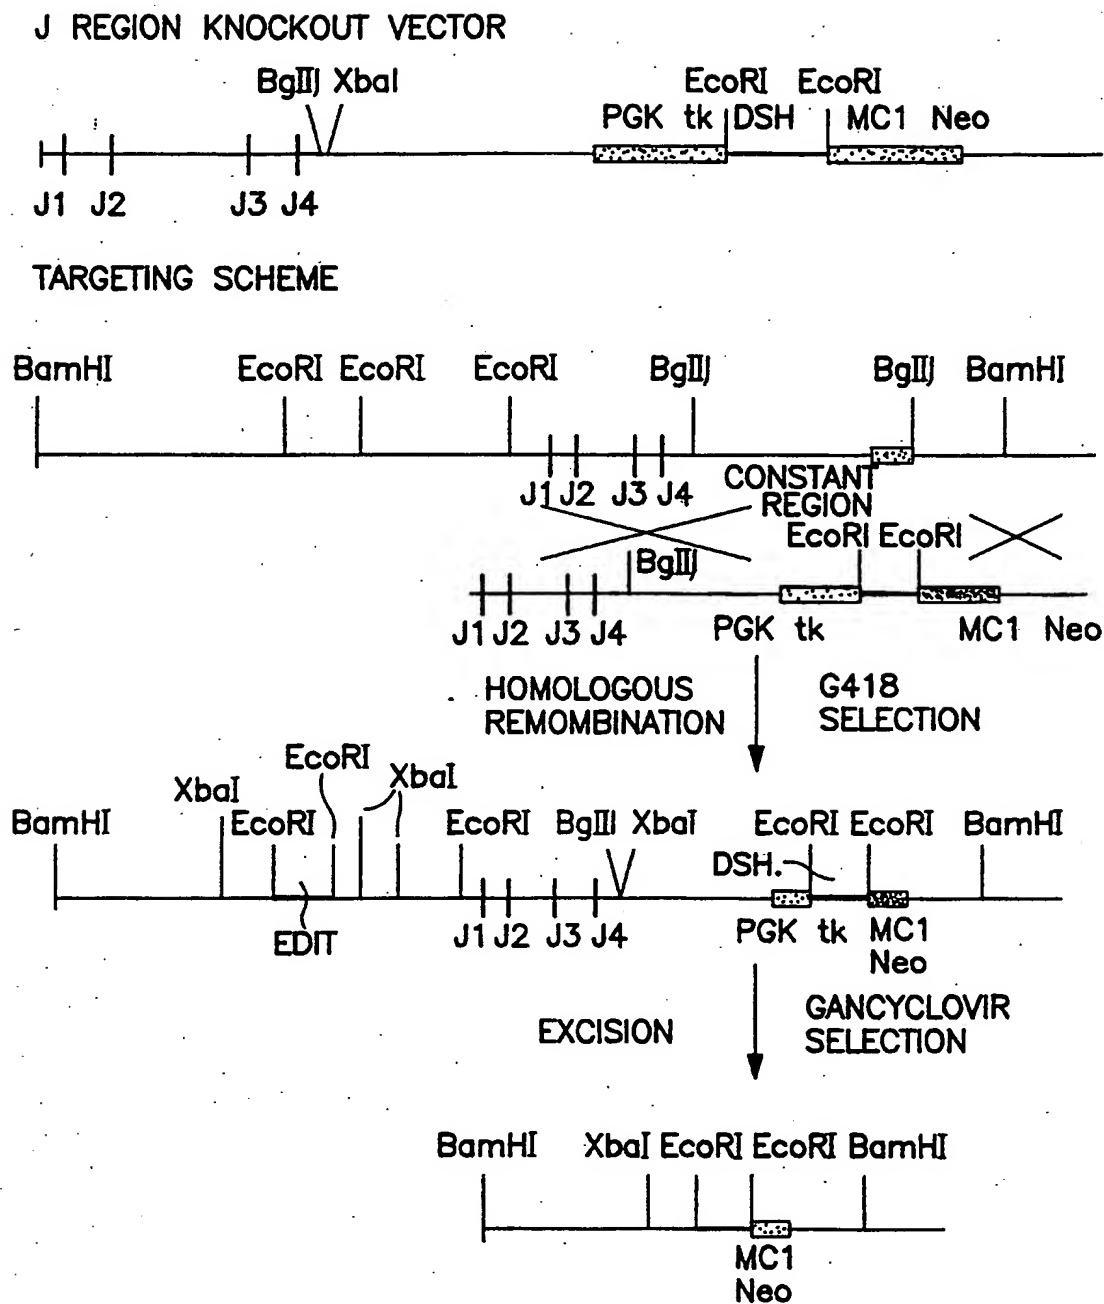 J REGION KNOCKOUT VECTOR
BglII XbaI
EcoRI EcoRI
PGK tk DSH MC1 Neo
J1 J2 J3 J4
TARGETING SCHEME
BamHI EcoRI EcoRI EcoRI BglII BglII BamHI
J1 J2 J3 J4 CONSTANT
REGION
EcoRI EcoRI
BglII
J1 J2 J3 J4 PGK tk MC1 Neo
HOMOLOGOUS
REMOMBINATION
G418
SELECTION
EcoRI
XbaI XbaI
BamHI EcoRI EcoRI BglII XbaI EcoRI EcoRI BamHI
DSH.
EDIT
J1 J2 J3 J4 PGK tk MC1
Neo
EXCISION
GANCYCLOVIR
SELECTION
BamHI XbaI EcoRI EcoRI BamHI
MC1
Neo